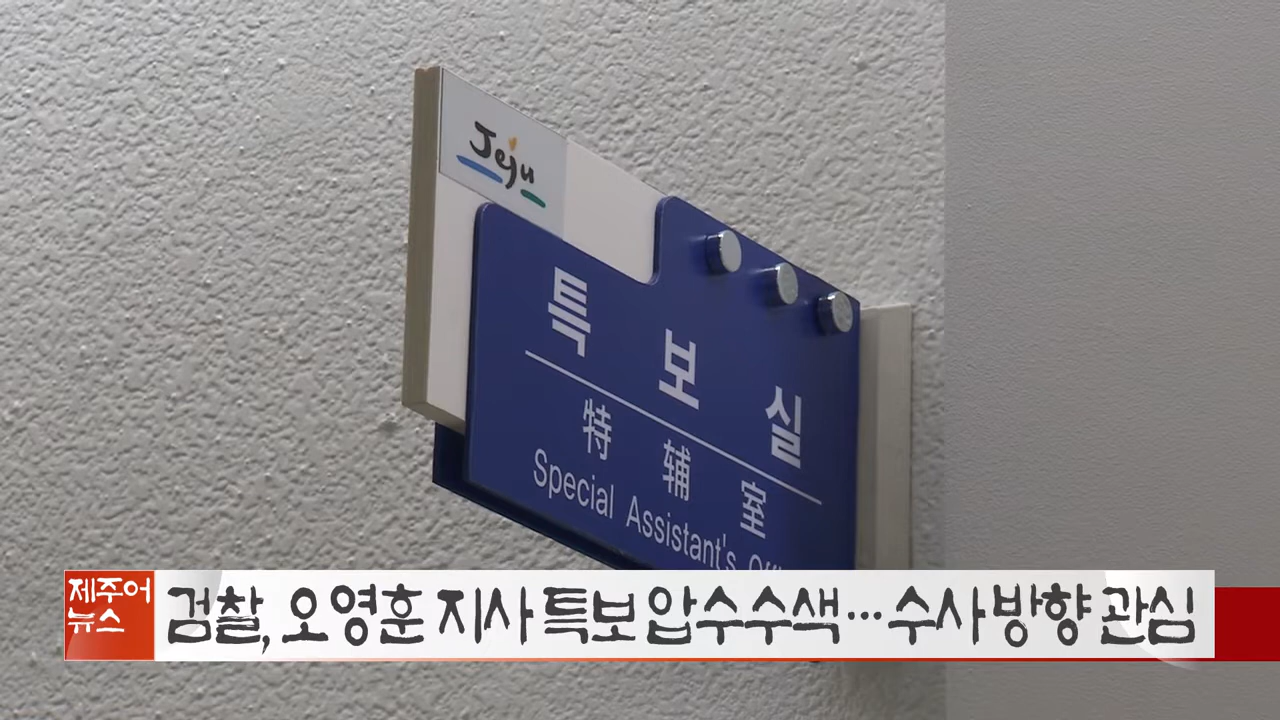 Jeju
특보실
特輔室
Special Assistant's
제주어
뉴스
검찰, 오영훈 지사 특보 압수수색…수사 방향 관심